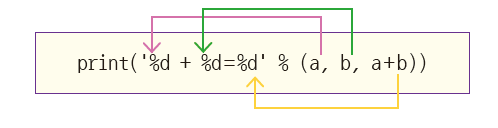 print('%d + %d=%d' % (a, b, a+b))